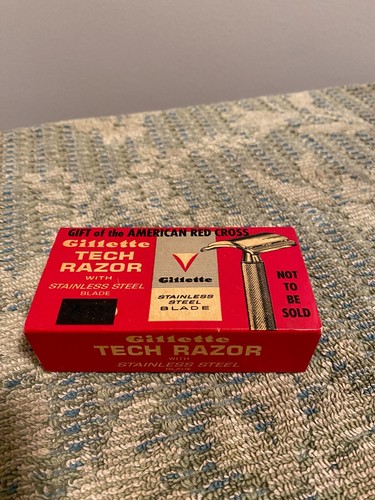 GIFT of the AMERICAN RED CROSS
Gillette
TECH
RAZOR
WITH
STAINLESS STEEL
BLADE
Gillette
STAINLESS
STEEL
BLADE
NOT
TO
BE
SOLD
Gillette
TECH RAZOR
WITH
STAINLESS STEEL
BLADE